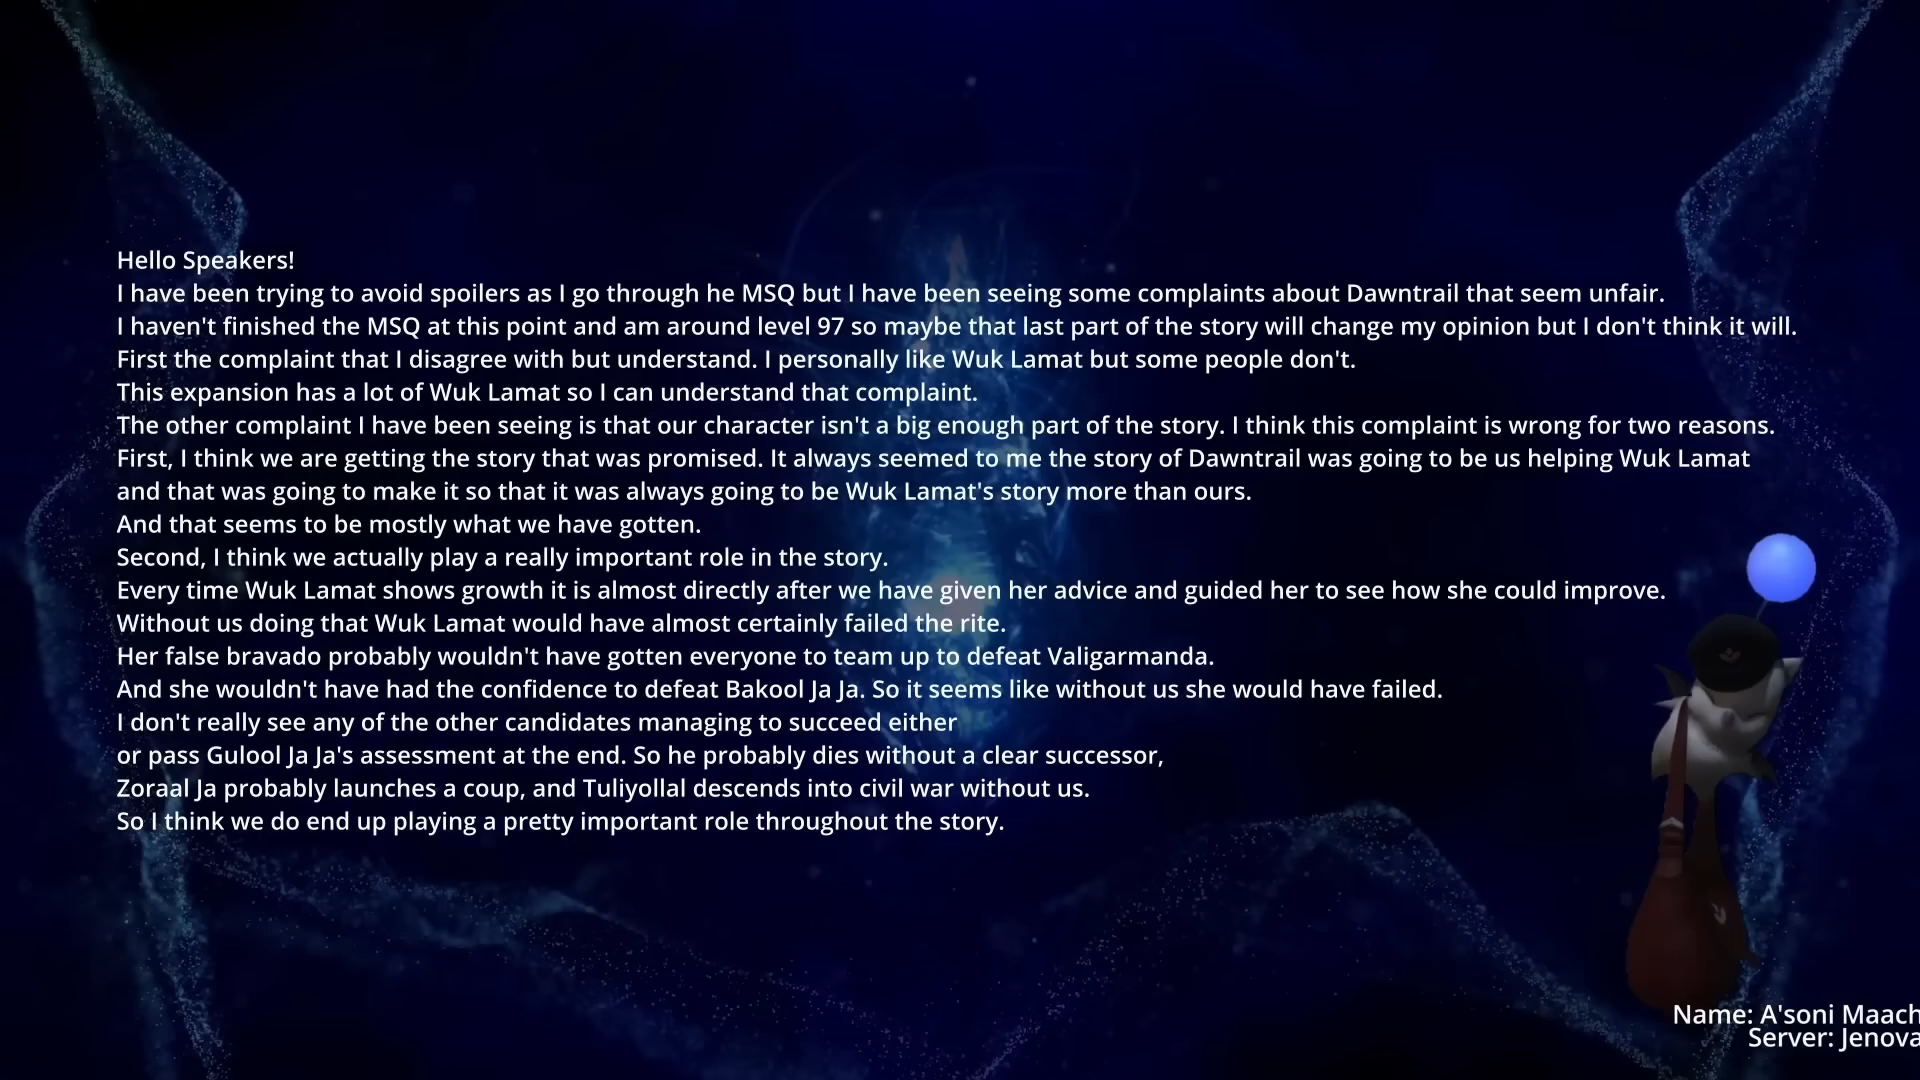 Hello Speakers!
I have been trying to avoid spoilers as I go through he MSQ but I have been seeing some complaints about Dawntrail that seem unfair.
I haven't finished the MSQ at this point and am around level 97 so maybe that last part of the story will change my opinion but I don't think it will.
First the complaint that I disagree with but understand. I personally like Wuk Lamat but some people don't.
This expansion has a lot of Wuk Lamat so I can understand that complaint.
The other complaint I have been seeing is that our character isn't a big enough part of the story. I think this complaint is wrong for two reasons.
First, I think we are getting the story that was promised. It always seemed to me the story of Dawntrail was going to be us helping Wuk Lamat
and that was going to make it so that it was always going to be Wuk Lamat's story more than ours.
And that seems to be mostly what we have gotten.
Second, I think we actually play a really important role in the story.
Every time Wuk Lamat shows growth it is almost directly after we have given her advice and guided her to see how she could improve.
Without us doing that Wuk Lamat would have almost certainly failed the rite.
Her false bravado probably wouldn't have gotten everyone to team up to defeat Valigarmanda.
And she wouldn't have had the confidence to defeat Bakool Ja Ja. So it seems like without us she would have failed.
I don't really see any of the other candidates managing to succeed either
or pass Gulool Ja Ja's assessment at the end. So he probably dies without a clear successor,
Zoraal Ja probably launches a coup, and Tuliyollal descends into civil war without us.
So I think we do end up playing a pretty important role throughout the story.
Name: A'soni Maach
Server: Jenova